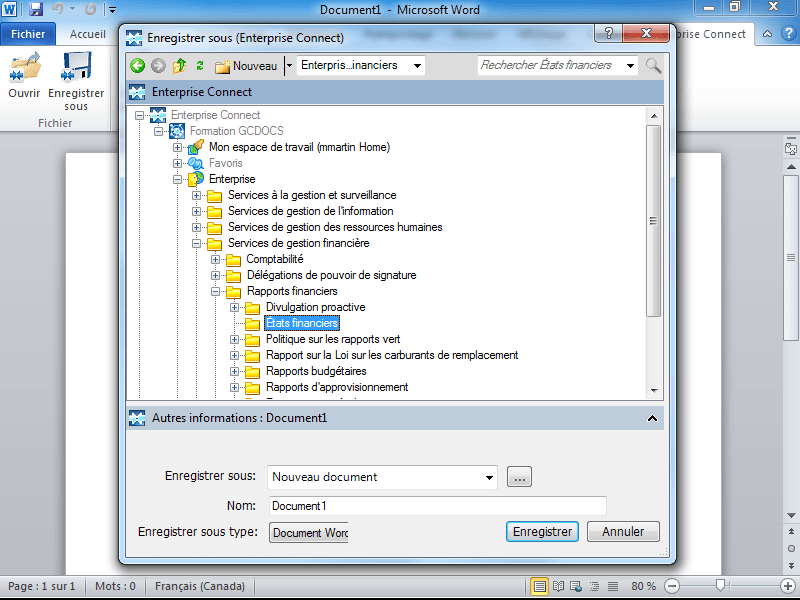 Document1 - Microsoft Word
Fichier
Accueil
prise Connect
Ouvrir
Enregistrer sous
Fichier
Enregistrer sous (Enterprise Connect)
Nouveau
Enterpris...inanciers
Rechercher États financiers
Enterprise Connect
Enterprise Connect
Formation GCDOCS
Mon espace de travail (mmartin Home)
Favoris
Enterprise
Services à la gestion et surveillance
Services de gestion de l'information
Services de gestion des ressources humaines
Services de gestion financière
Comptabilité
Délégations de pouvoir de signature
Rapports financiers
Divulgation proactive
États financiers
Politique sur les rapports vert
Rapport sur la Loi sur les carburants de remplacement
Rapports budgétaires
Rapports d'approvisionnement
Autres informations : Document1
Enregistrer sous:
Nouveau document
...
Nom:
Document1
Enregistrer sous type:
Document Word
Enregistrer
Annuler
Page : 1 sur 1
Mots : 0
Français (Canada)
80 %